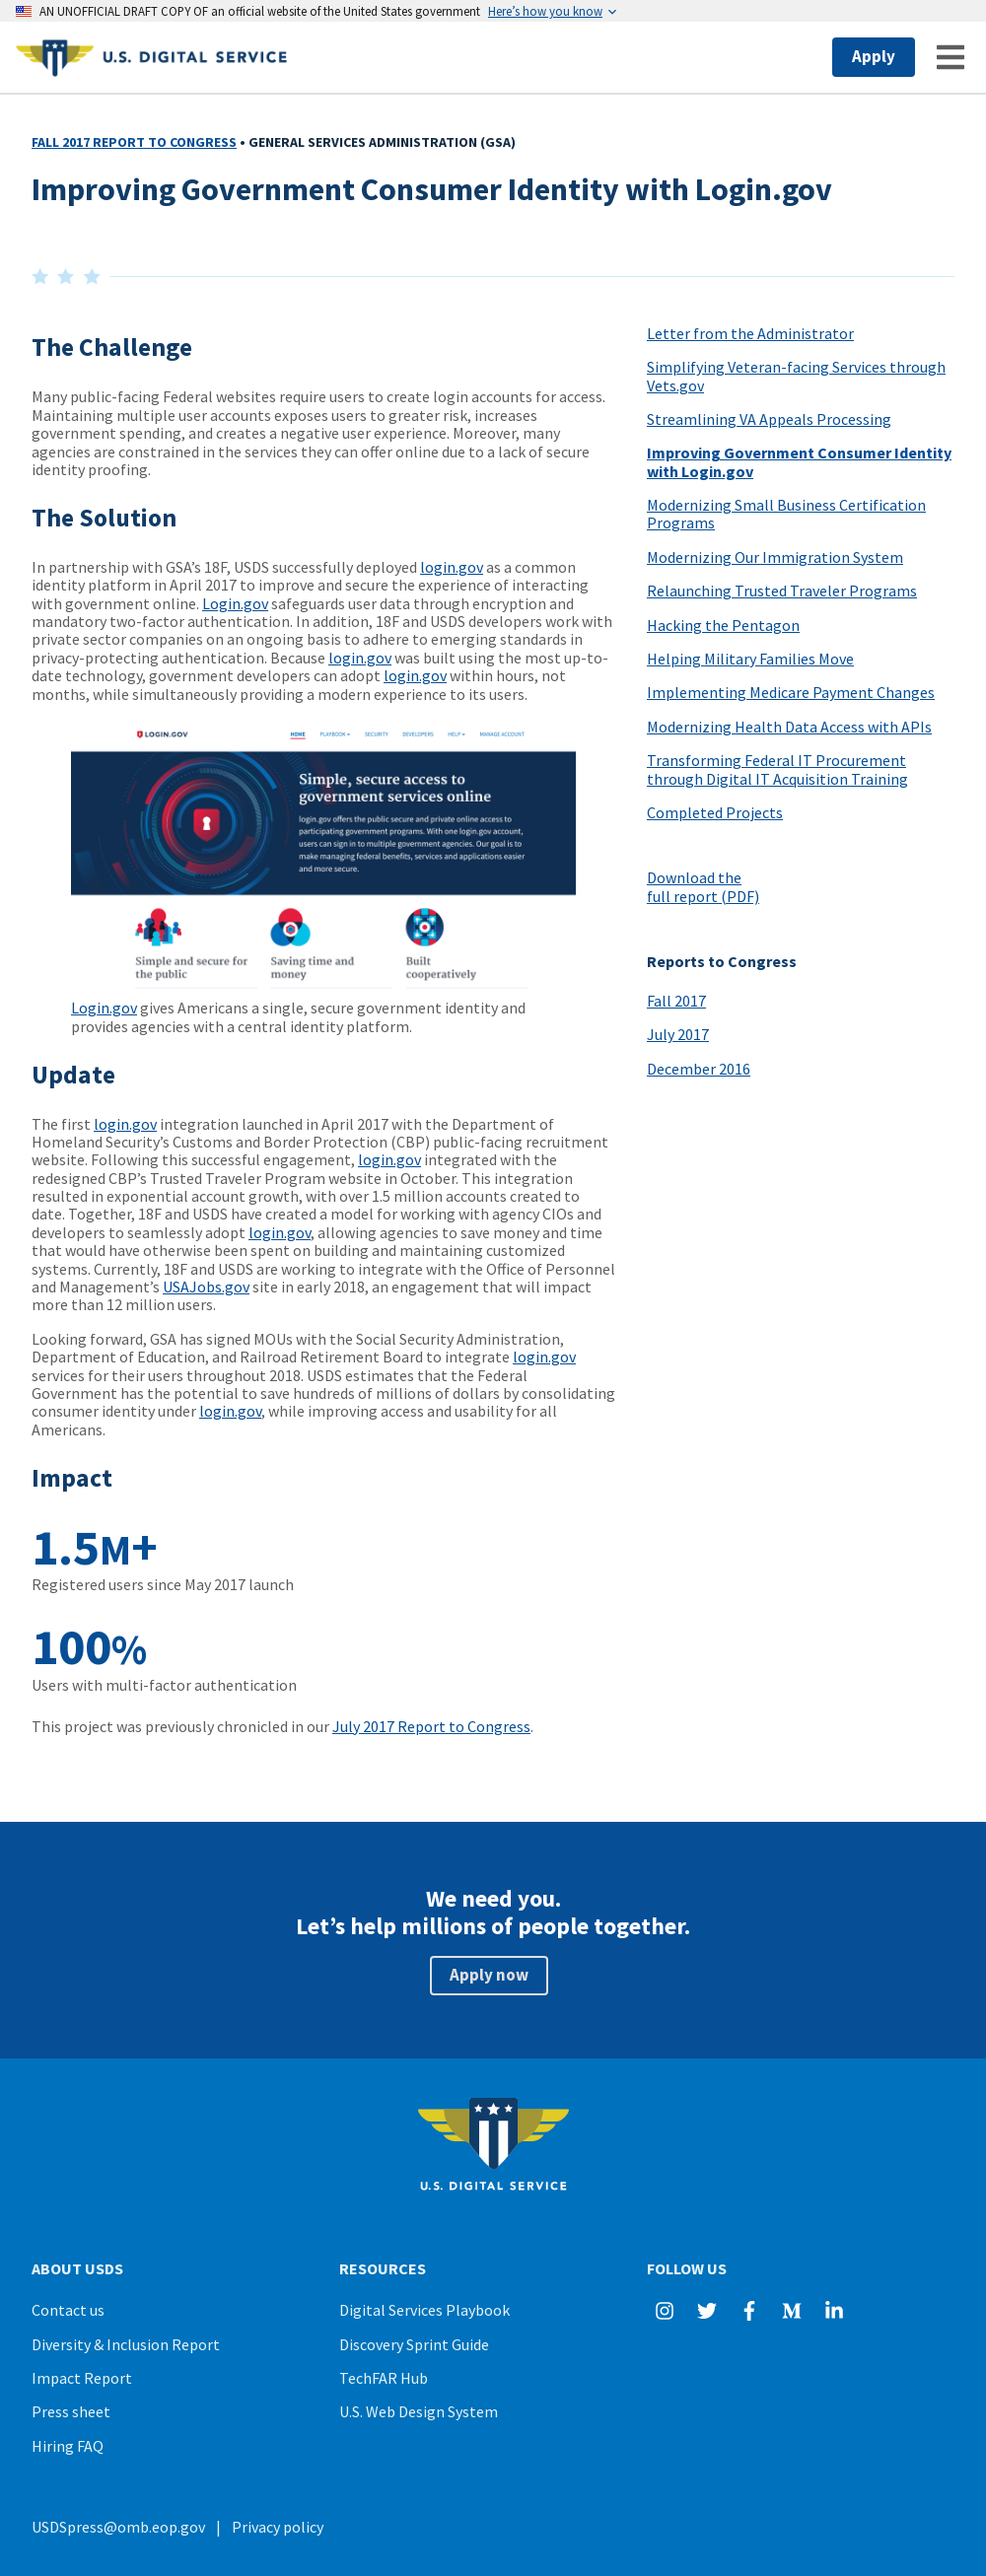 AN UNOFFICIAL DRAFT COPY OF an official website of the United States government Here’s how you know
U.S. DIGITAL SERVICE
Apply
FALL 2017 REPORT TO CONGRESS • GENERAL SERVICES ADMINISTRATION (GSA)
Improving Government Consumer Identity with Login.gov
The Challenge
Many public-facing Federal websites require users to create login accounts for access.
Maintaining multiple user accounts exposes users to greater risk, increases
government spending, and creates a negative user experience. Moreover, many
agencies are constrained in the services they can offer online due to a lack of secure
identity proofing.
The Solution
In partnership with GSA’s 18F, USDS successfully deployed login.gov as a common
identity platform in April 2017 to improve and secure the experience of interacting
with government online. Login.gov safeguards user data through encryption and
mandatory two-factor authentication. In addition, 18F and USDS developers work with
private sector companies on an ongoing basis to adhere to emerging standards in
privacy-protecting authentication. Because login.gov was built using the most up-to-
date technology, government developers can adopt login.gov within hours, not
months, while simultaneously providing a modern experience to its users.
LOGIN.GOV
HOME PLAYBOOK SECURITY DEVELOPERS HELP MANAGE ACCOUNT
Simple, secure access to
government services online
login.gov offers the public secure and private online access to
participating government programs. With one login.gov account,
users can sign in to multiple government agencies. Our goal is to
make managing federal benefits, services and applications easier
and more secure.
Simple and secure for
the public
Saving time and
money
Built
cooperatively
Login.gov gives Americans a single, secure government identity and
provides agencies with a central identity platform.
Update
The first login.gov integration launched in April 2017 with the Department of
Homeland Security’s Customs and Border Protection (CBP) public-facing recruitment
website. Following this successful engagement, login.gov integrated with the
redesigned CBP’s Trusted Traveler Program website in October. This integration
resulted in exponential account growth, with over 1.5 million accounts created to
date. Together, 18F and USDS have created a model for working with agency CIOs and
developers to seamlessly adopt login.gov, allowing agencies to save money and time
that would have otherwise been spent on building and maintaining customized
systems. Currently, 18F and USDS are working to integrate with the Office of Personnel
and Management’s USAJobs.gov site in early 2018, an engagement that will impact
more than 12 million users.
Looking forward, GSA has signed MOUs with the Social Security Administration,
Department of Education, and Railroad Retirement Board to integrate login.gov
services for their users throughout 2018. USDS estimates that the Federal
Government has the potential to save hundreds of millions of dollars by consolidating
consumer identity under login.gov, while improving access and usability for all
Americans.
Impact
1.5M+
Registered users since May 2017 launch
100%
Users with multi-factor authentication
This project was previously chronicled in our July 2017 Report to Congress.
Letter from the Administrator
Simplifying Veteran-facing Services through
Vets.gov
Streamlining VA Appeals Processing
Improving Government Consumer Identity
with Login.gov
Modernizing Small Business Certification
Programs
Modernizing Our Immigration System
Relaunching Trusted Traveler Programs
Hacking the Pentagon
Helping Military Families Move
Implementing Medicare Payment Changes
Modernizing Health Data Access with APIs
Transforming Federal IT Procurement
through Digital IT Acquisition Training
Completed Projects
Download the
full report (PDF)
Reports to Congress
Fall 2017
July 2017
December 2016
We need you.
Let’s help millions of people together.
Apply now
U.S. DIGITAL SERVICE
ABOUT USDS
Contact us
Diversity & Inclusion Report
Impact Report
Press sheet
Hiring FAQ
RESOURCES
Digital Services Playbook
Discovery Sprint Guide
TechFAR Hub
U.S. Web Design System
FOLLOW US
USDSpress@omb.eop.gov | Privacy policy